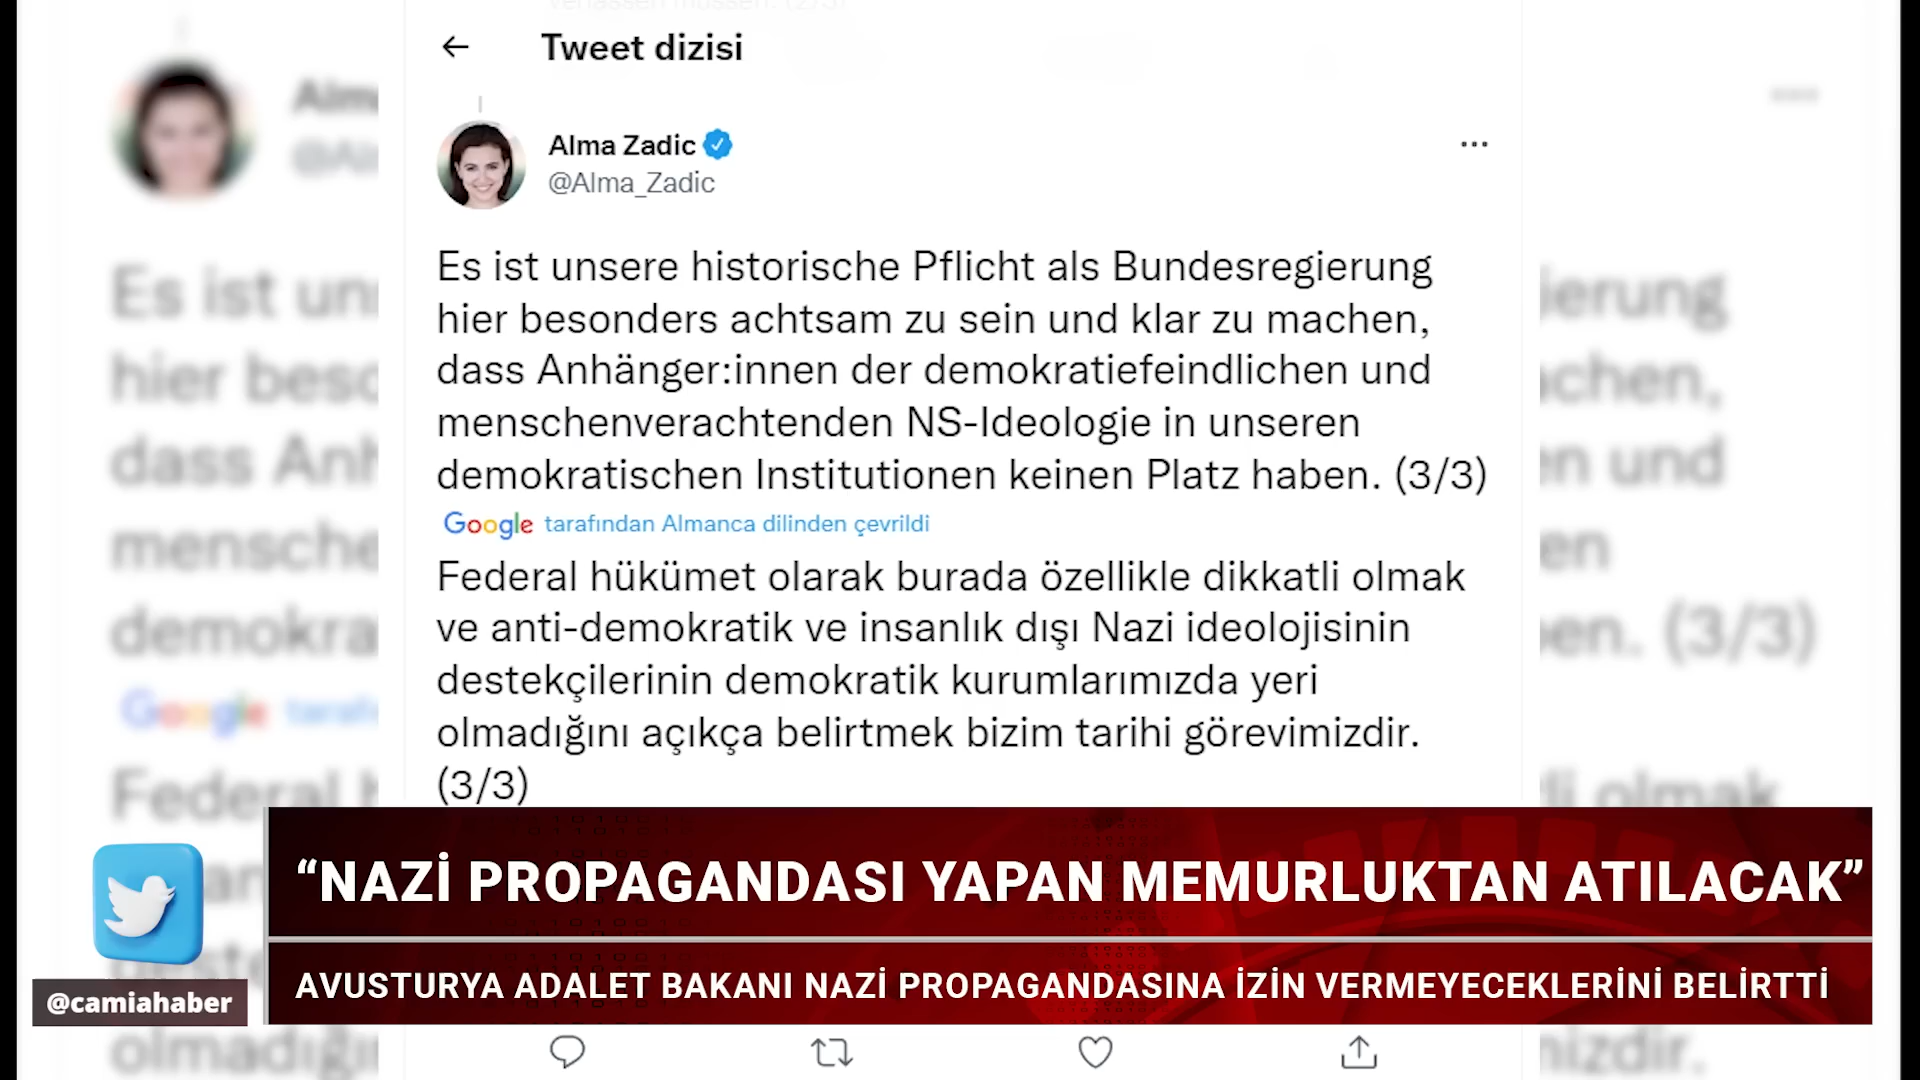 Tweet dizisi
Alma Zadic
@Alma_Zadic
Es ist unsere historische Pflicht als Bundesregierung
hier besonders achtsam zu sein und klar zu machen,
dass Anhänger:innen der demokratiefeindlichen und
menschenverachtenden NS-Ideologie in unseren
demokratischen Institutionen keinen Platz haben. (3/3)
Google tarafından Almanca dilinden çevrildi
Federal hükümet olarak burada özellikle dikkatli olmak
ve anti-demokratik ve insanlık dışı Nazi ideolojisinin
destekçilerinin demokratik kurumlarımızda yeri
olmadığını açıkça belirtmek bizim tarihi görevimizdir.
(3/3)
“NAZİ PROPAGANDASI YAPAN MEMURLUKTAN ATILACAK”
AVUSTURYA ADALET BAKANI NAZİ PROPAGANDASINA İZİN VERMEYECEKLERİNİ BELİRTTİ
@camiahaber